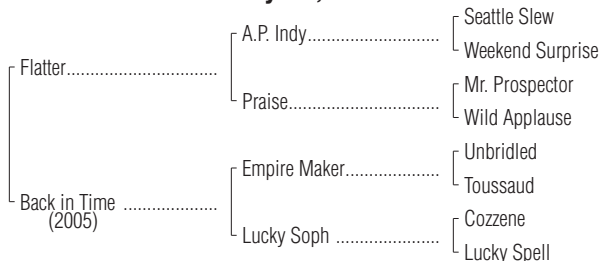 Seattle Slew
A.P. Indy
Weekend Surprise
Flatter
Mr. Prospector
Praise
Wild Applause
Unbridled
Empire Maker
Toussaud
Back in Time
(2005)
Cozzene
Lucky Soph
Lucky Spell